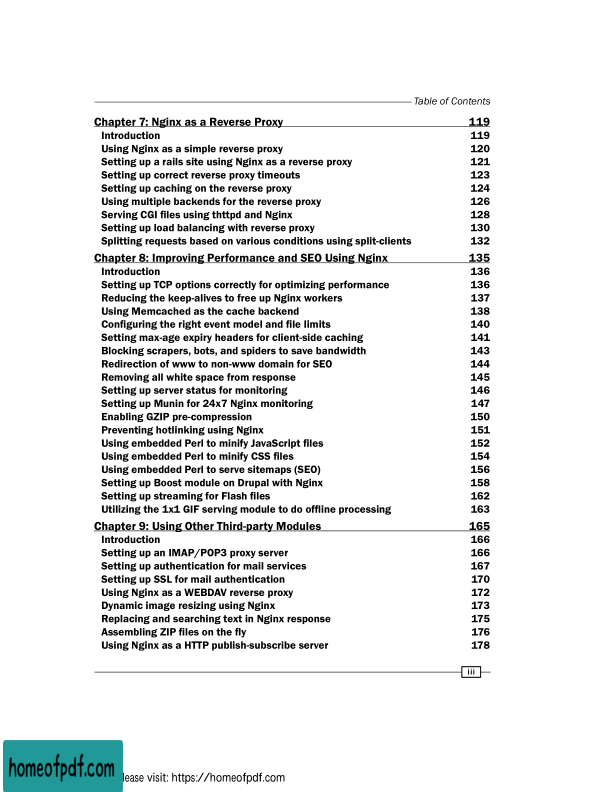 Table of Contents
Chapter 7: Nginx as a Reverse Proxy 119
Introduction 119
Using Nginx as a simple reverse proxy 120
Setting up a rails site using Nginx as a reverse proxy 121
Setting up correct reverse proxy timeouts 123
Setting up caching on the reverse proxy 124
Using multiple backends for the reverse proxy 126
Serving CGI files using thttpd and Nginx 128
Setting up load balancing with reverse proxy 130
Splitting requests based on various conditions using split-clients 132
Chapter 8: Improving Performance and SEO Using Nginx 135
Introduction 136
Setting up TCP options correctly for optimizing performance 136
Reducing the keep-alives to free up Nginx workers 137
Using Memcached as the cache backend 138
Configuring the right event model and file limits 140
Setting max-age expiry headers for client-side caching 141
Blocking scrapers, bots, and spiders to save bandwidth 143
Redirection of www to non-www domain for SEO 144
Removing all white space from response 145
Setting up server status for monitoring 146
Setting up Munin for 24x7 Nginx monitoring 147
Enabling GZIP pre-compression 150
Preventing hotlinking using Nginx 151
Using embedded Perl to minify JavaScript files 152
Using embedded Perl to minify CSS files 154
Using embedded Perl to serve sitemaps (SEO) 156
Setting up Boost module on Drupal with Nginx 158
Setting up streaming for Flash files 162
Utilizing the 1x1 GIF serving module to do offline processing 163
Chapter 9: Using Other Third-party Modules 165
Introduction 166
Setting up an IMAP/POP3 proxy server 166
Setting up authentication for mail services 167
Setting up SSL for mail authentication 170
Using Nginx as a WEBDAV reverse proxy 172
Dynamic image resizing using Nginx 173
Replacing and searching text in Nginx response 175
Assembling ZIP files on the fly 176
Using Nginx as a HTTP publish-subscribe server 178
iii
homeofpdf.com
lease visit: https://homeofpdf.com